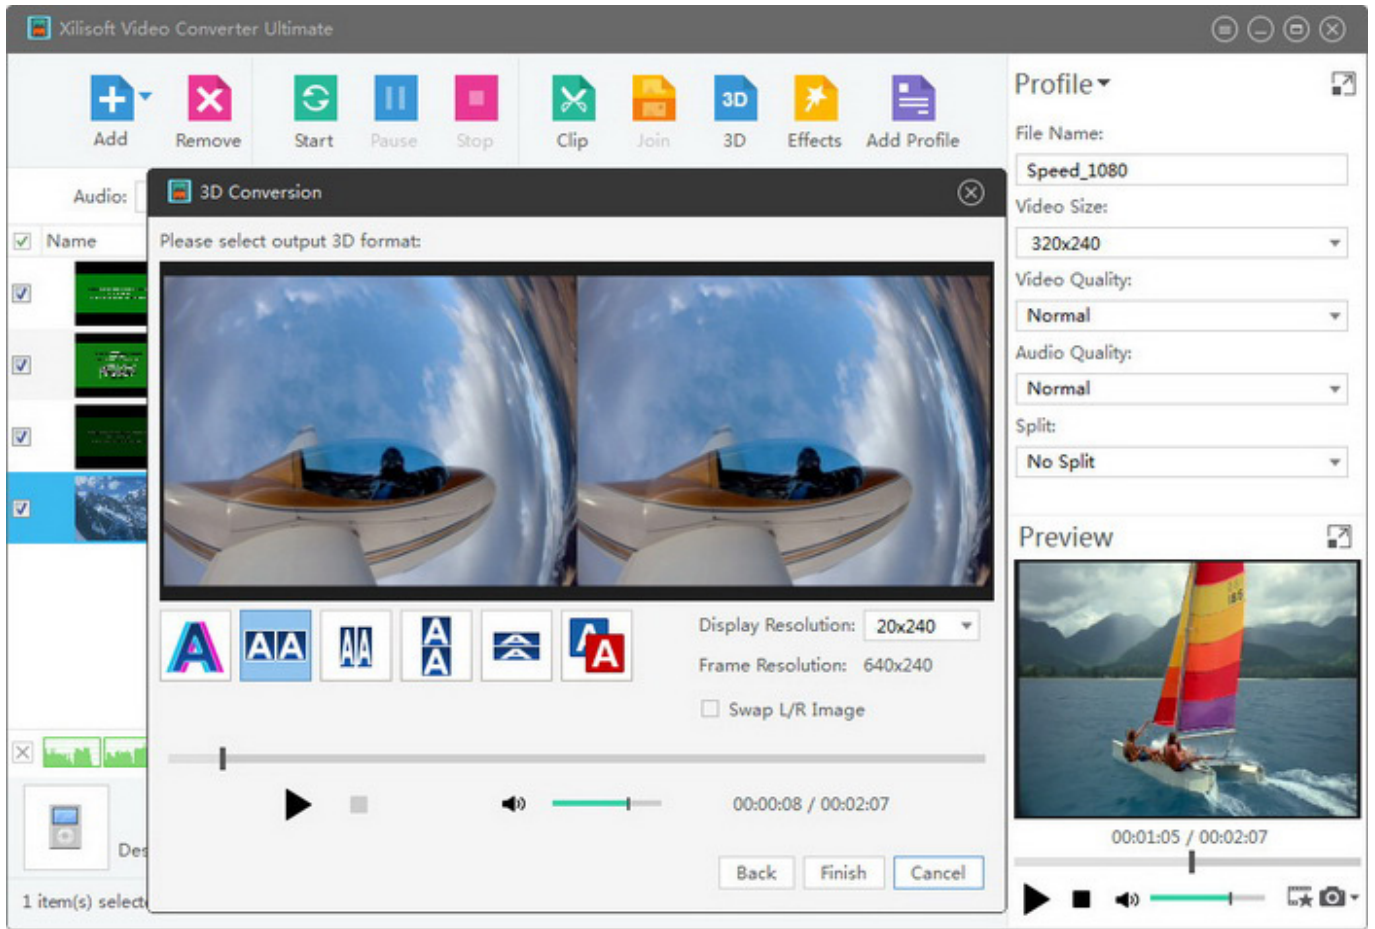 Xilisoft Video Converter Ultimate
Add
Remove
Start
Pause
Stop
Clip
Join
3D
3D
Effects
Add Profile
Profile
File Name:
Speed_1080
Video Size:
320x240
Video Quality:
Normal
Audio Quality:
Normal
Split:
No Split
Audio:
Name
3D Conversion
Please select output 3D format:
A
AA
AA
A
A
A
A
A
A
Display Resolution: 20x240
Frame Resolution: 640x240
Swap L/R Image
00:00:08 / 00:02:07
Back Finish Cancel
Des
1 item(s) select
Preview
00:01:05 / 00:02:07